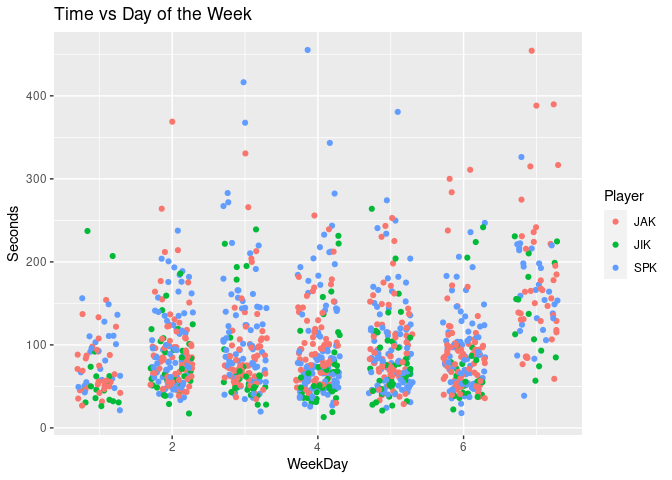 Time vs Day of the Week
Seconds
400
300
200
100
0
2
4
6
WeekDay
Player
JAK
JIK
SPK